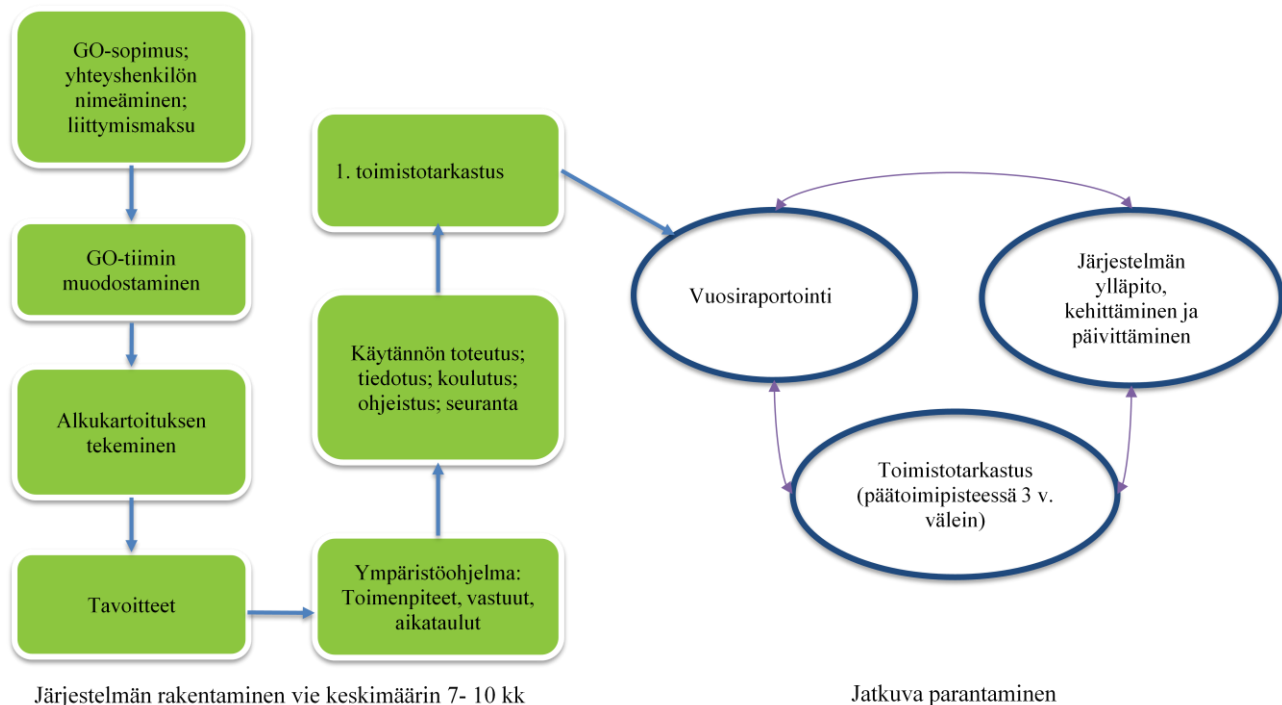 GO-sopimus;
yhteyshenkilön
nimeäminen;
liittymismaksu
GO-tiimin
muodostaminen
Alkukartoituksen
tekeminen
Tavoitteet
Ympäristöohjelma:
Toimenpiteet, vastuut,
aikataulut
Käytännön toteutus;
tiedotus; koulutus;
ohjeistus; seuranta
1. toimistotarkastus
Vuosiraportointi
Järjestelmän
ylläpito,
kehittäminen ja
päivittäminen
Toimistotarkastus
(päätoimipisteessä 3 v.
välein)
Järjestelmän rakentaminen vie keskimäärin 7- 10 kk
Jatkuva parantaminen